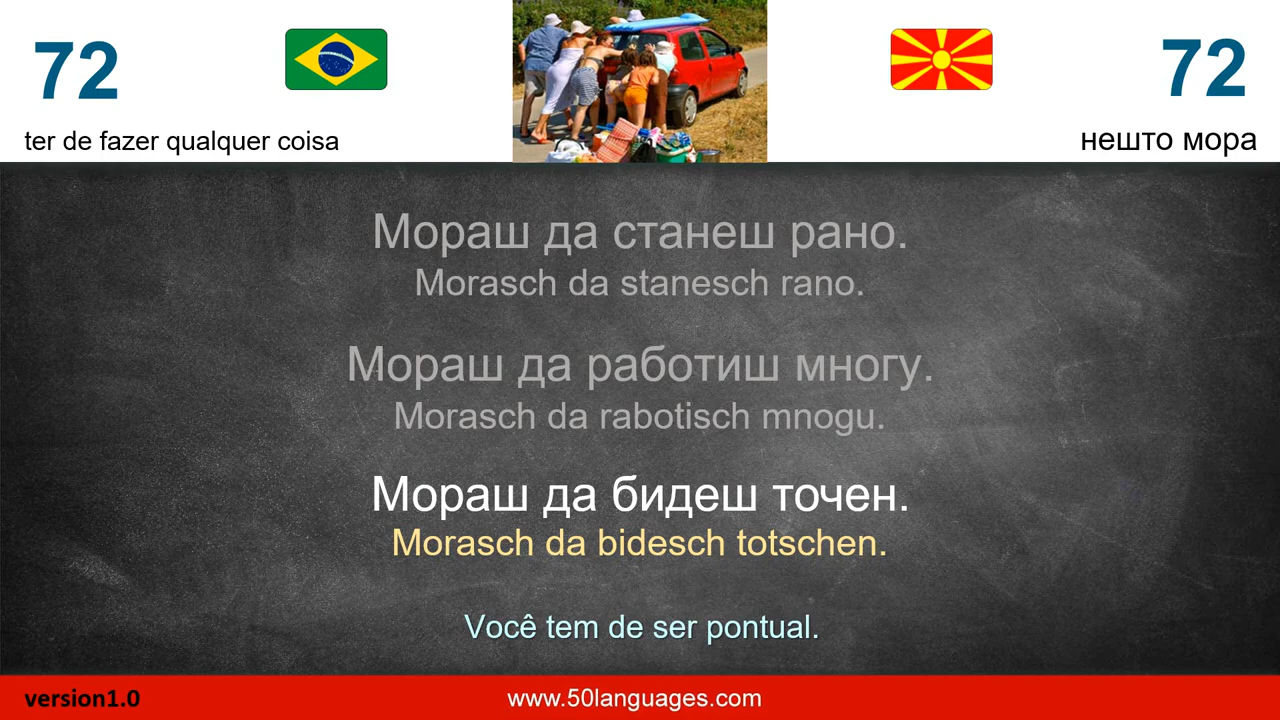 72
72
ter de fazer qualquer coisa
нешто мора
Мораш да станеш рано.
Morasch da stanesch rano.
Мораш да работиш многу.
Morasch da rabotisch mnogu.
Мораш да бидеш точен.
Morasch da bidesch totschen.
Você tem de ser pontual.
version1.0
www.50languages.com